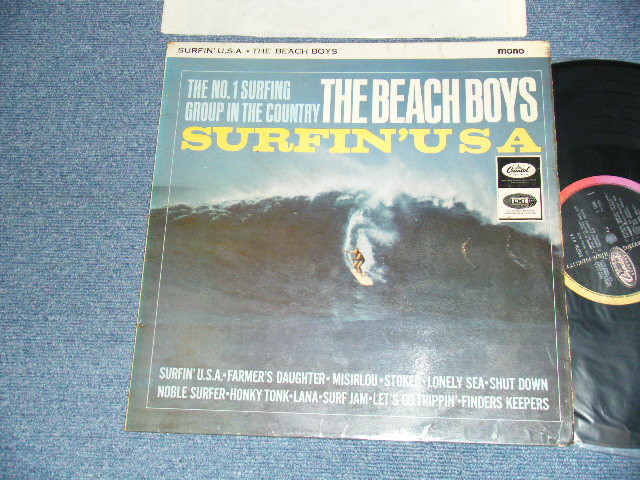 SURFIN' U.S.A. • THE BEACH BOYS
mono
THE NO. 1 SURFING
GROUP IN THE COUNTRY
THE BEACH BOYS
SURFIN' USA
Capitol
EMI
SURFIN' U.S.A.•FARMER'S DAUGHTER•MISIRLOU•STOKED•LONELY SEA•SHUT DOWN
NOBLE SURFER•HONKY TONK•LANA•SURF JAM•LET'S GO TRIPPIN'•FINDERS KEEPERS